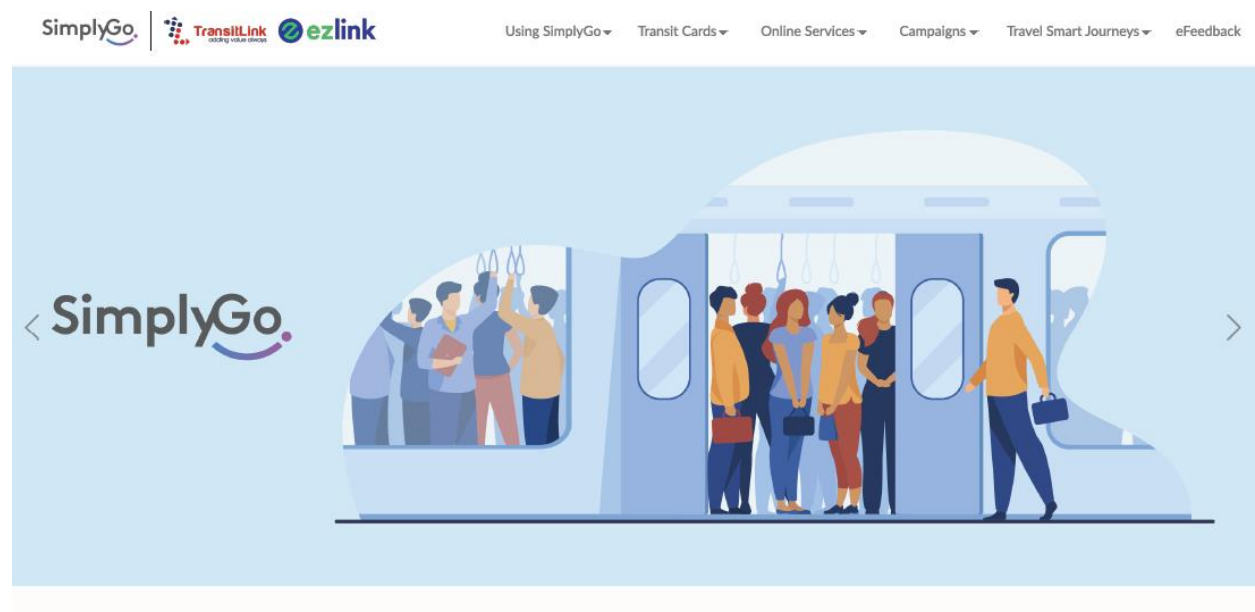 SimplyGo. TransitLink ezlink Using SimplyGo Transit Cards Online Services Campaigns Travel Smart Journeys eFeedback
adding value always
SimplyGo.